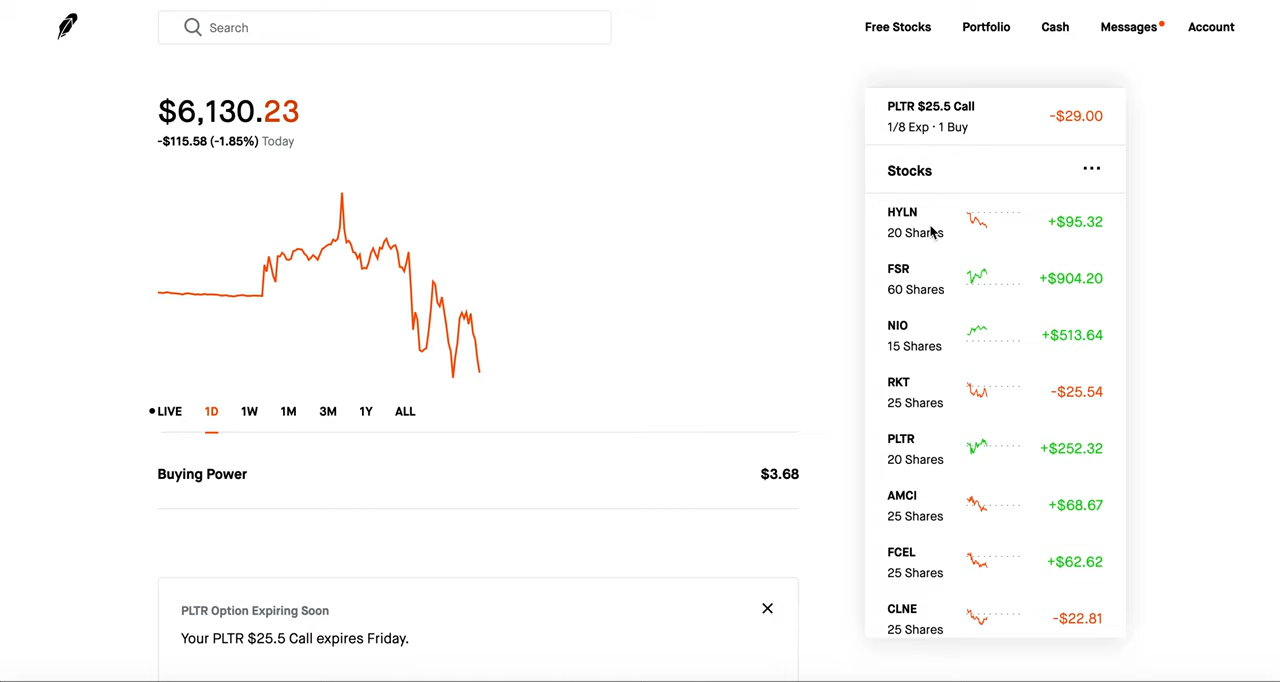 Search
Free Stocks
Portfolio
Cash
Messages
Account
$6,130.23
-$115.58 (-1.85%) Today
LIVE
1D
1W
1M
3M
1Y
ALL
Buying Power
$3.68
PLTR Option Expiring Soon
Your PLTR $25.5 Call expires Friday.
PLTR $25.5 Call
1/8 Exp · 1 Buy
-$29.00
Stocks
HYLN
20 Shares
+$95.32
FSR
60 Shares
+$904.20
NIO
15 Shares
+$513.64
RKT
25 Shares
-$25.54
PLTR
20 Shares
+$252.32
AMCI
25 Shares
+$68.67
FCEL
25 Shares
+$62.62
CLNE
25 Shares
-$22.81